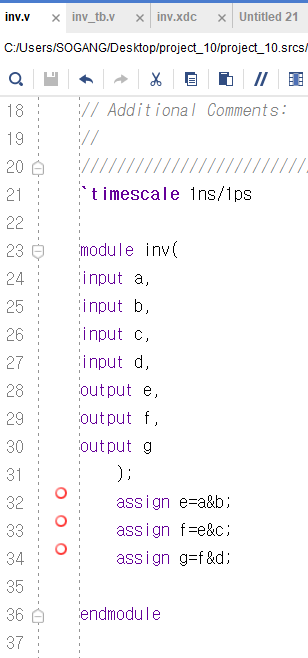 inv.v × inv_tb.v × inv.xdc × Untitled 21
C:/Users/SOGANG/Desktop/project_10/project_10.srcs/
18 // Additional Comments:
19 //
20 ////////////////////////////
21 `timescale 1ns/1ps
22
23 module inv(
24 input a,
25 input b,
26 input c,
27 input d,
28 output e,
29 output f,
30 output g
31 );
32 assign e=a&b;
33 assign f=e&c;
34 assign g=f&d;
35
36 endmodule
37